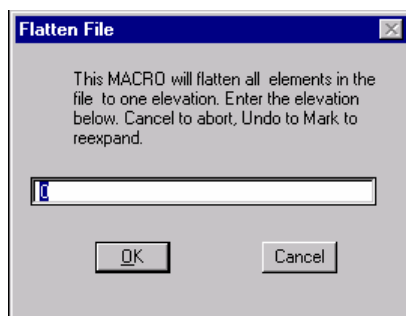 Flatten File
This MACRO will flatten all elements in the
file to one elevation. Enter the elevation
below. Cancel to abort, Undo to Mark to
reexpand.
0
OK
Cancel